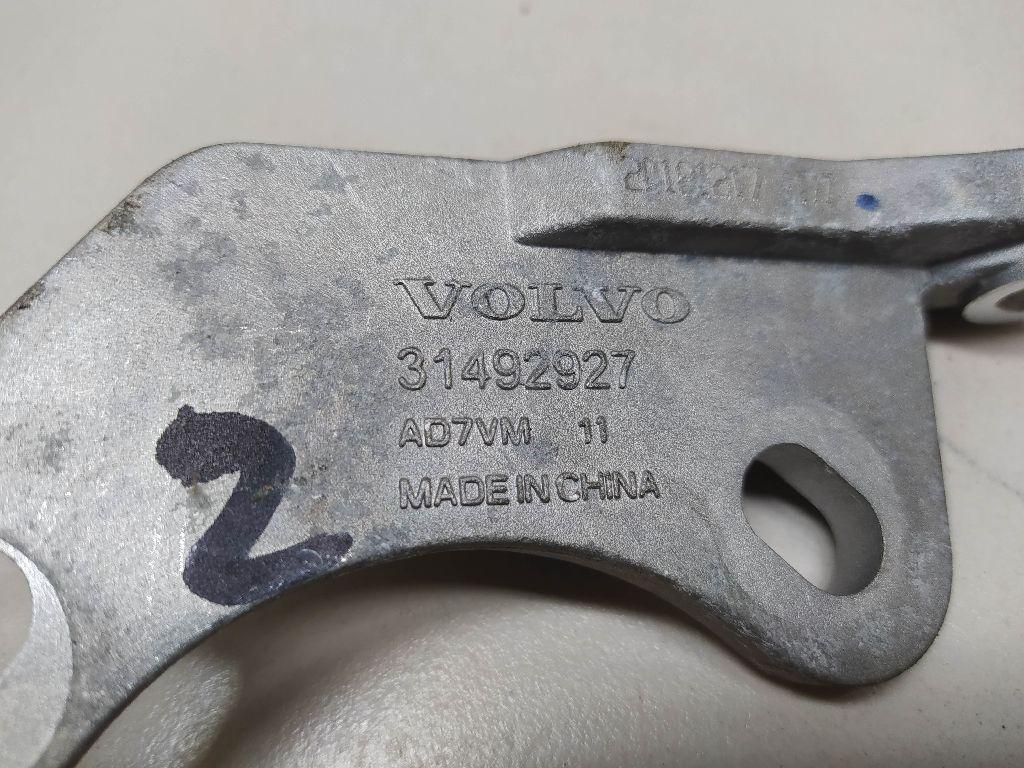 VOLVO
31492927
AD7VM 11
MADE IN CHINA
2